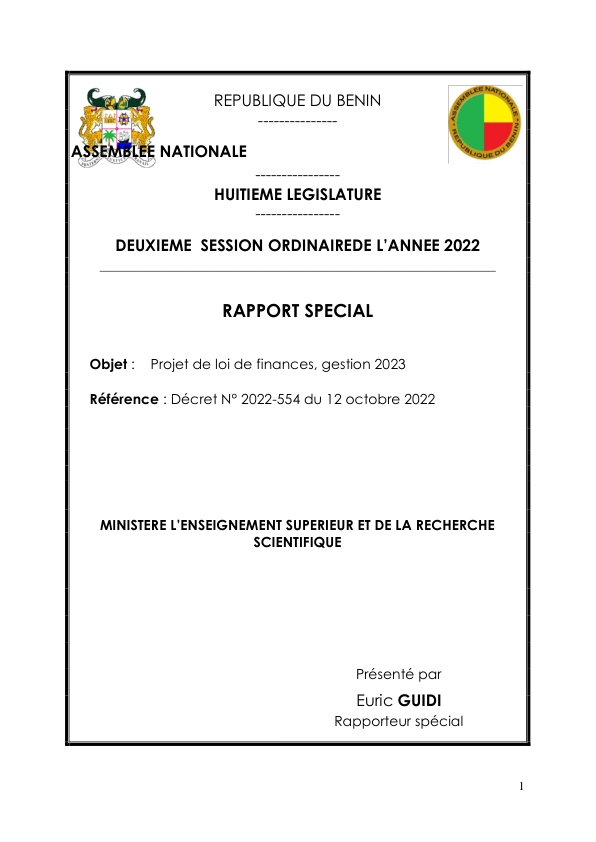 REPUBLIQUE DU BENIN
---------------
ASSEMBLEE NATIONALE
----------------
HUITIEME LEGISLATURE
----------------
DEUXIEME SESSION ORDINAIREDE L'ANNEE 2022
RAPPORT SPECIAL
Objet : Projet de loi de finances, gestion 2023
Référence : Décret N° 2022-554 du 12 octobre 2022
MINISTERE L'ENSEIGNEMENT SUPERIEUR ET DE LA RECHERCHE
SCIENTIFIQUE
Présenté par
Euric GUIDI
Rapporteur spécial
1
ASSEMBLEE NATIONALE
REPUBLIQUE DU BENIN